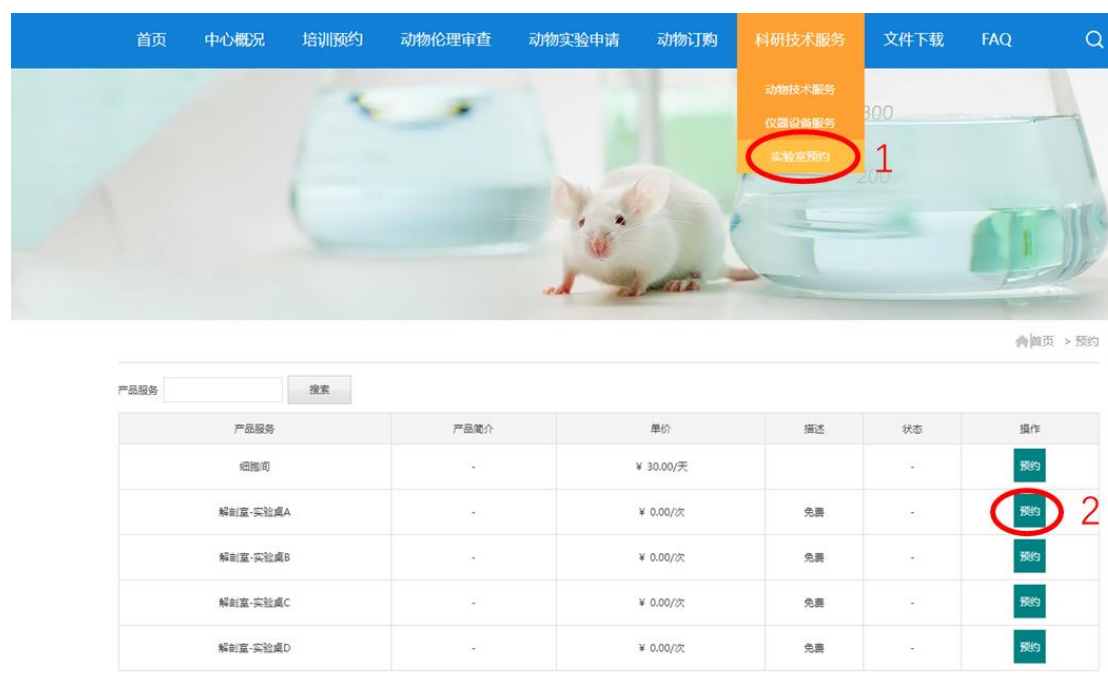 首页 中心概况 培训预约 动物伦理审查 动物实验申请 动物订购 科研技术服务 文件下载 FAQ
动物技术服务
仪器设备服务
实验室预约 1
300
200
首页 > 预约
产品服务 搜索
产品服务 产品简介 单价 描述 状态 操作
细胞间 - ¥ 30.00/天 - 预约
解剖室-实验桌A - ¥ 0.00/次 免费 - 预约 2
解剖室-实验桌B - ¥ 0.00/次 免费 - 预约
解剖室-实验桌C - ¥ 0.00/次 免费 - 预约
解剖室-实验桌D - ¥ 0.00/次 免费 - 预约